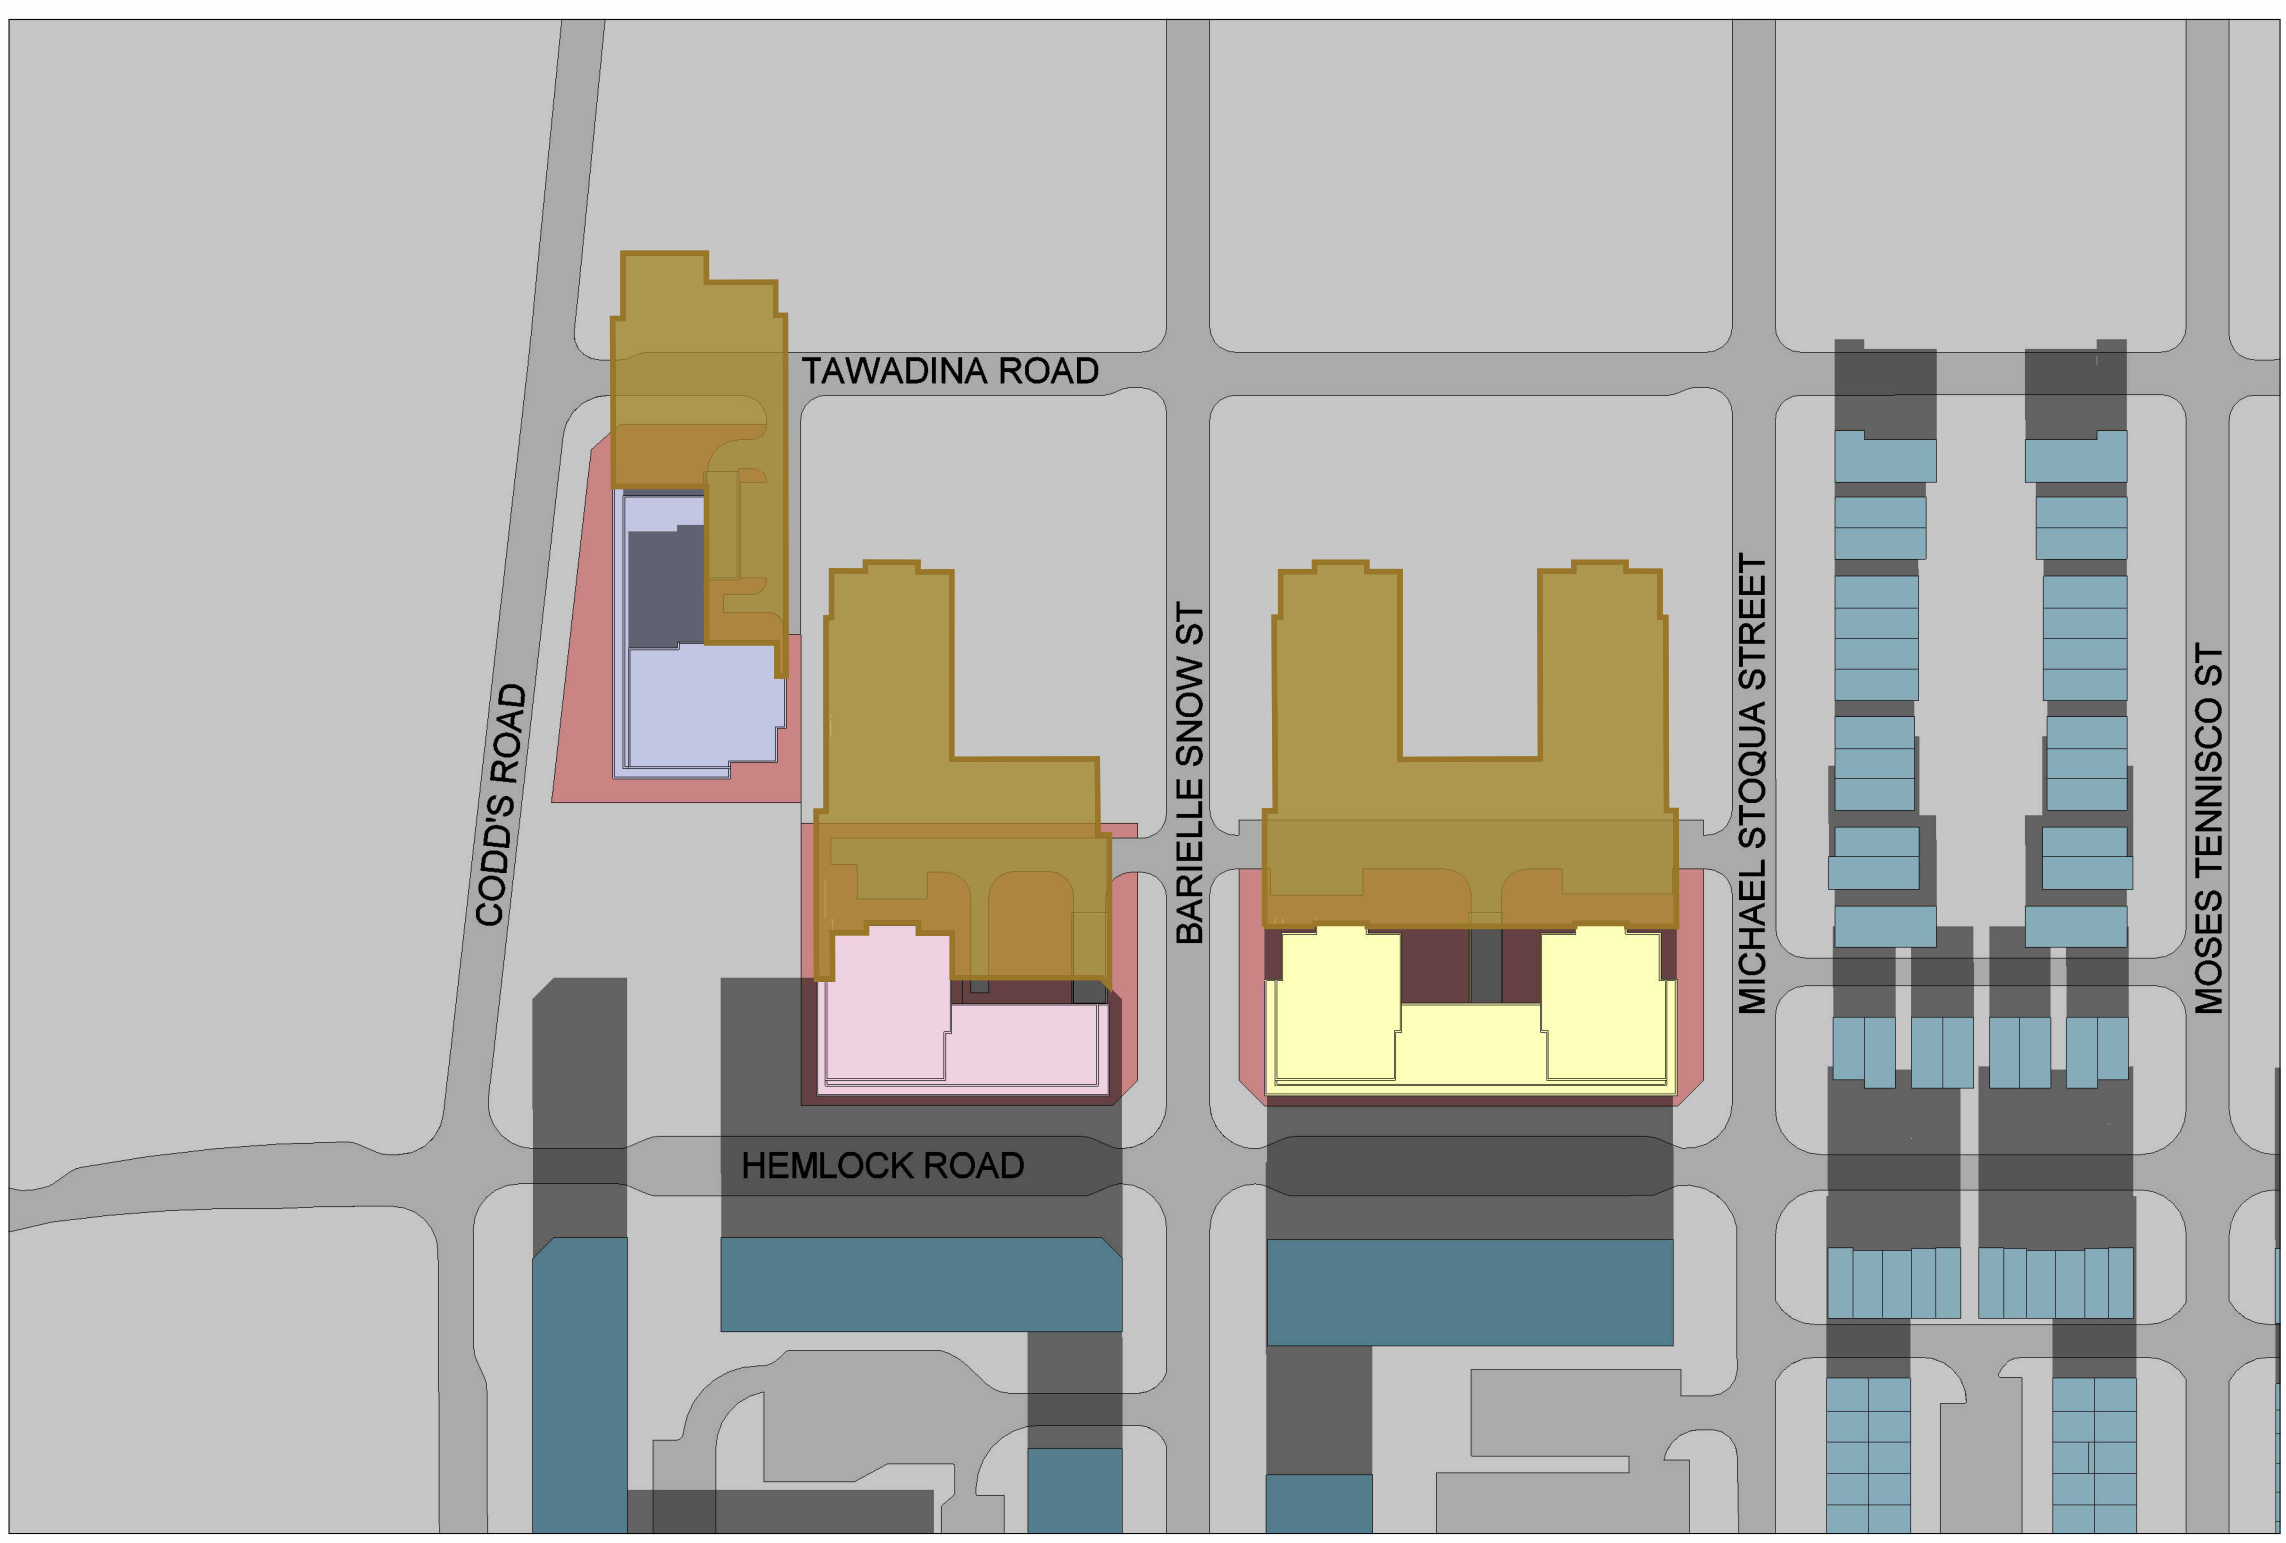 TAWADINA ROAD
CODD'S ROAD
BARIELLE SNOW ST
MICHAEL STOQUA STREET
MOSES TENNISCO ST
HEMLOCK ROAD